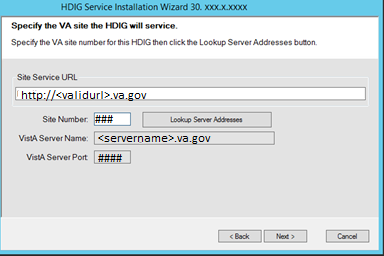 HDIG Service Installation Wizard 30. xxx.x.xxxx
Specify the VA site the HDIG will service.
Specify the VA site number for this HDIG then click the Lookup Server Addresses button.
Site Service URL
http://<validurl>.va.gov
Site Number: ### Lookup Server Addresses
VistA Server Name: <servername>.va.gov
VistA Server Port: ####
< Back Next > Cancel